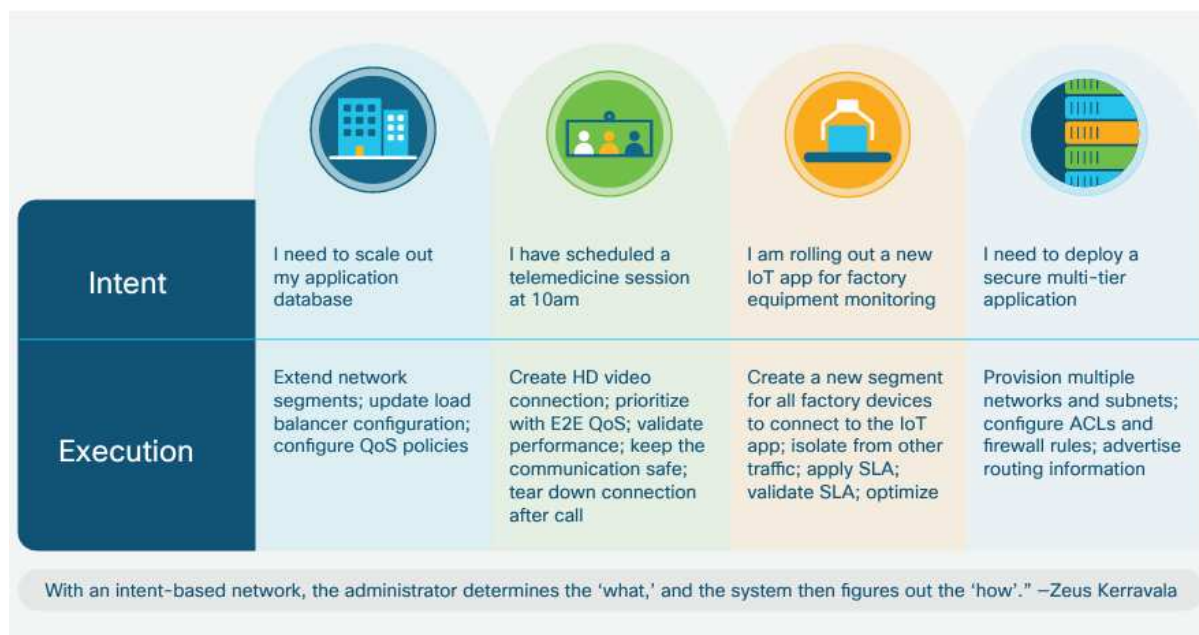 Intent
I need to scale out
my application
database
I have scheduled a
telemedicine session
at 10am
I am rolling out a new
IoT app for factory
equipment monitoring
I need to deploy a
secure multi-tier
application
Execution
Extend network
segments; update load
balancer configuration;
configure QoS policies
Create HD video
connection; prioritize
with E2E QoS; validate
performance; keep the
communication safe;
tear down connection
after call
Create a new segment
for all factory devices
to connect to the IoT
app; isolate from other
traffic; apply SLA;
validate SLA; optimize
Provision multiple
networks and subnets;
configure ACLs and
firewall rules; advertise
routing information
With an intent-based network, the administrator determines the ‘what,’ and the system then figures out the ‘how’.” —Zeus Kerravala